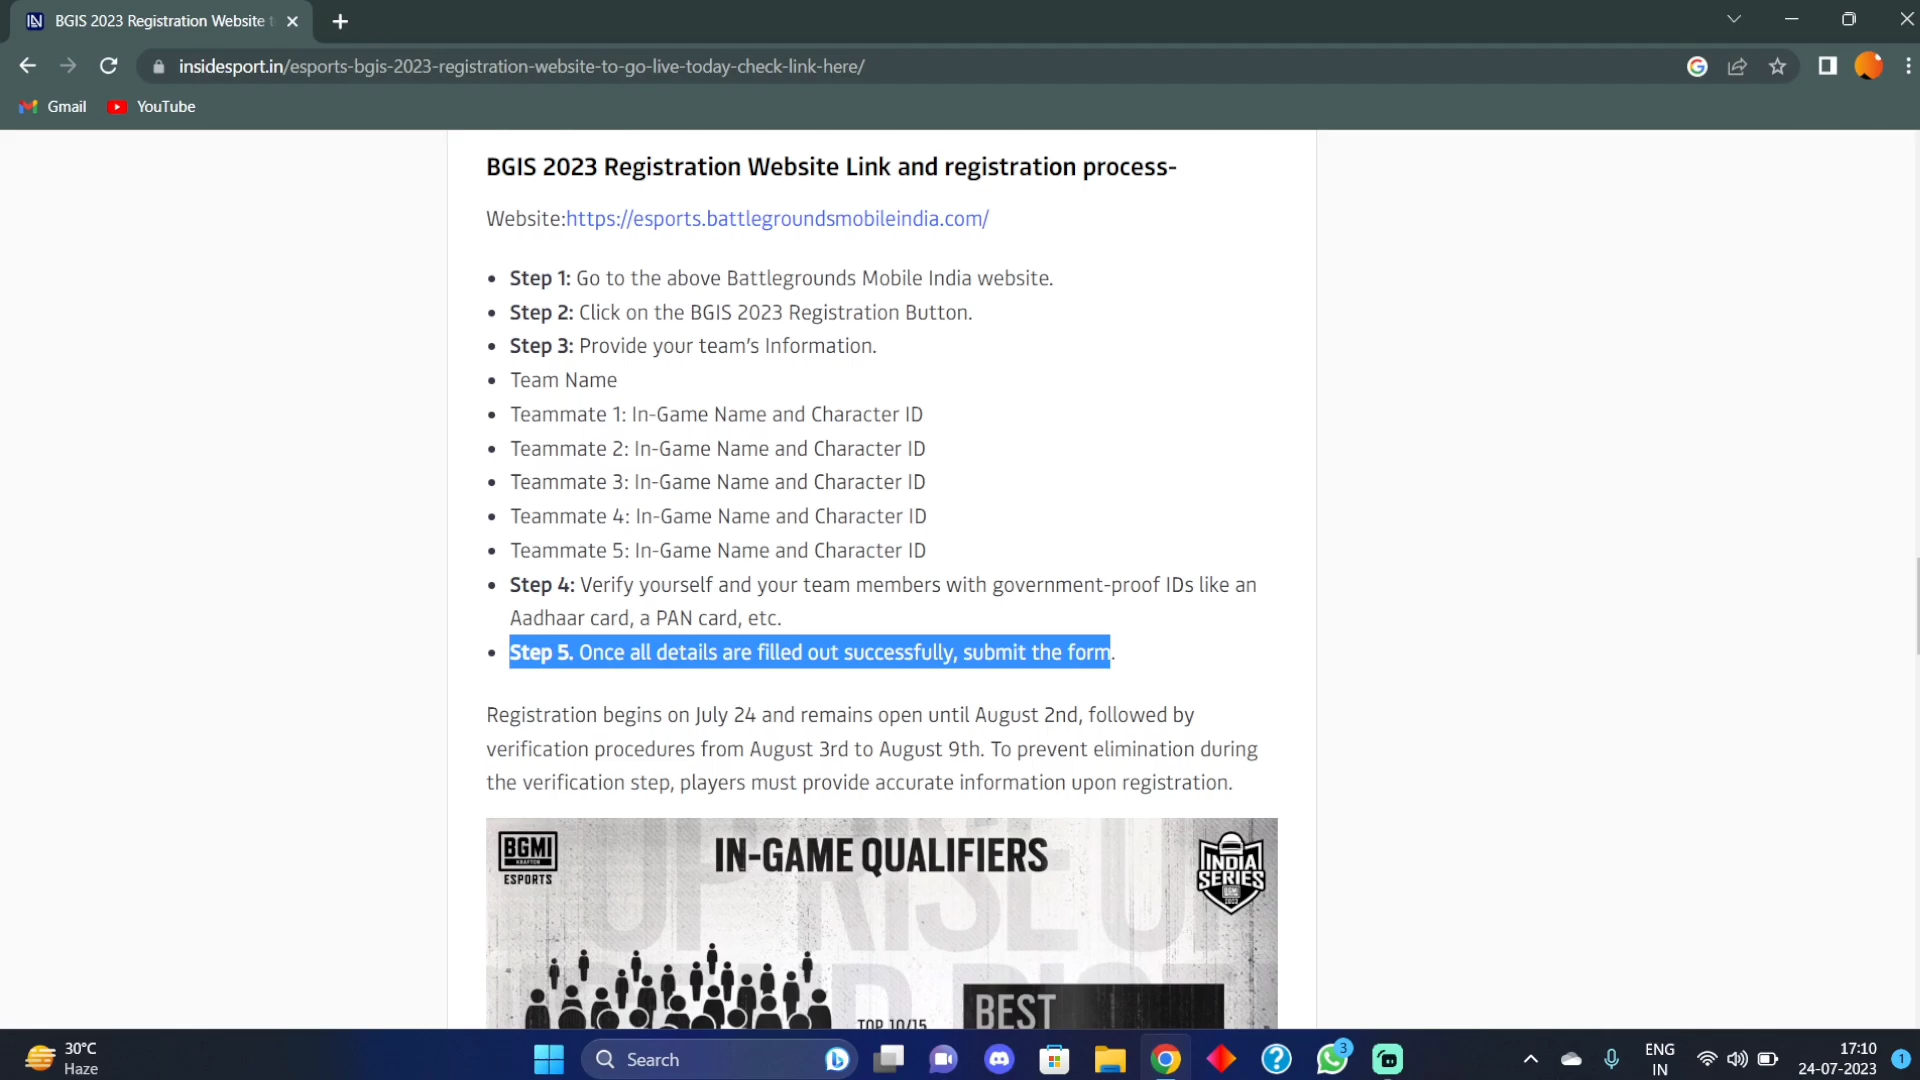 BGIS 2023 Registration Website t
insidesport.in/esports-bgis-2023-registration-website-to-go-live-today-check-link-here/
Gmail
YouTube
BGIS 2023 Registration Website Link and registration process-
Website:https://esports.battlegroundsmobileindia.com/
Step 1: Go to the above Battlegrounds Mobile India website.
Step 2: Click on the BGIS 2023 Registration Button.
Step 3: Provide your team’s Information.
Team Name
Teammate 1: In-Game Name and Character ID
Teammate 2: In-Game Name and Character ID
Teammate 3: In-Game Name and Character ID
Teammate 4: In-Game Name and Character ID
Teammate 5: In-Game Name and Character ID
Step 4: Verify yourself and your team members with government-proof IDs like an
Aadhaar card, a PAN card, etc.
Step 5. Once all details are filled out successfully, submit the form.
Registration begins on July 24 and remains open until August 2nd, followed by
verification procedures from August 3rd to August 9th. To prevent elimination during
the verification step, players must provide accurate information upon registration.
BGMI
KRAFTON
ESPORTS
IN-GAME QUALIFIERS
INDIA
SERIES
TOP 10/15
BEST
30°C
Haze
Search
3
ENG
IN
17:10
24-07-2023
1